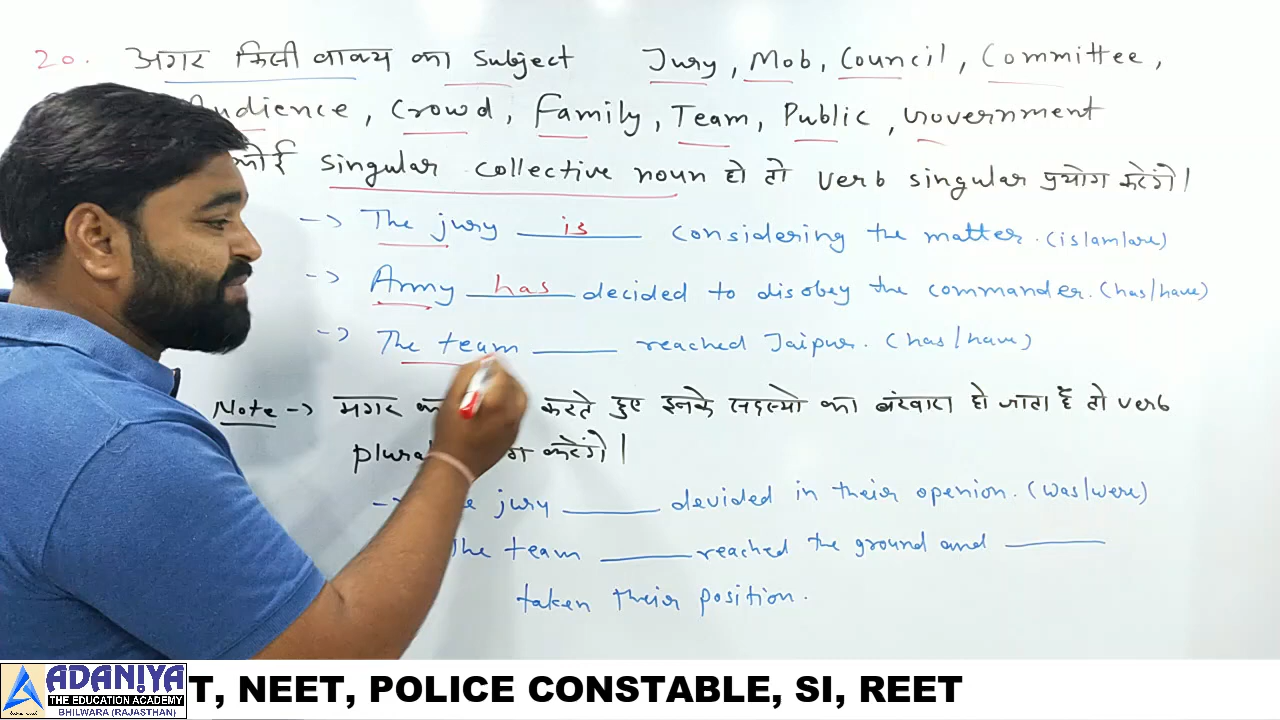 20. अगर किसी वाक्य का Subject Jury, Mob, Council, Committee,
Audience, Crowd, Family, Team, Public, Government
कोई singular collective noun हो तो verb singular प्रयोग करेंगे।
-> The jury is considering the matter. (is/am/are)
-> Army has decided to disobey the commander. (has/have)
-> The team ____ reached Jaipur. (has/have)
Note -> मगर करते हुए इनके सदस्यो का बंटवारा हो जाता है तो verb
plural करेंगे।
jury ____ devided in their openion. (was/were)
The team ____ reached the ground and ____
taken their position.
ADANIYA
THE EDUCATION ACADEMY
BHILWARA (RAJASTHAN)
T, NEET, POLICE CONSTABLE, SI, REET